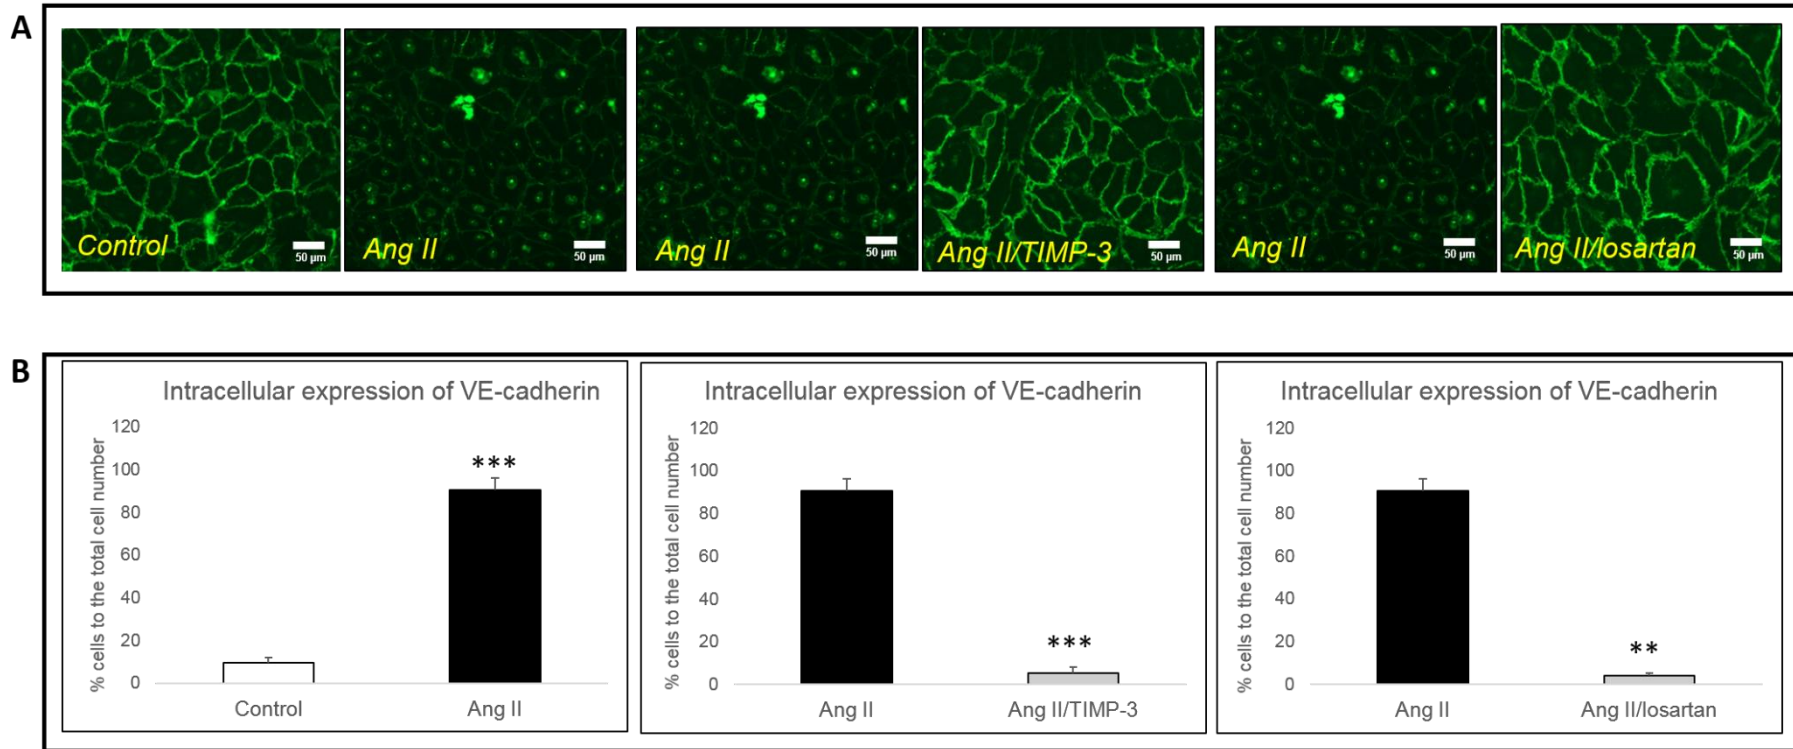 A
Control
50 µm
Ang II
50 µm
Ang II
50 µm
Ang II/TIMP-3
50 µm
Ang II
50 µm
Ang II/losartan
50 µm
B
Intracellular expression of VE-cadherin
% cells to the total cell number
120
100
80
60
40
20
0
***
Control
Ang II
Intracellular expression of VE-cadherin
% cells to the total cell number
120
100
80
60
40
20
0
***
Ang II
Ang II/TIMP-3
Intracellular expression of VE-cadherin
% cells to the total cell number
120
100
80
60
40
20
0
**
Ang II
Ang II/losartan